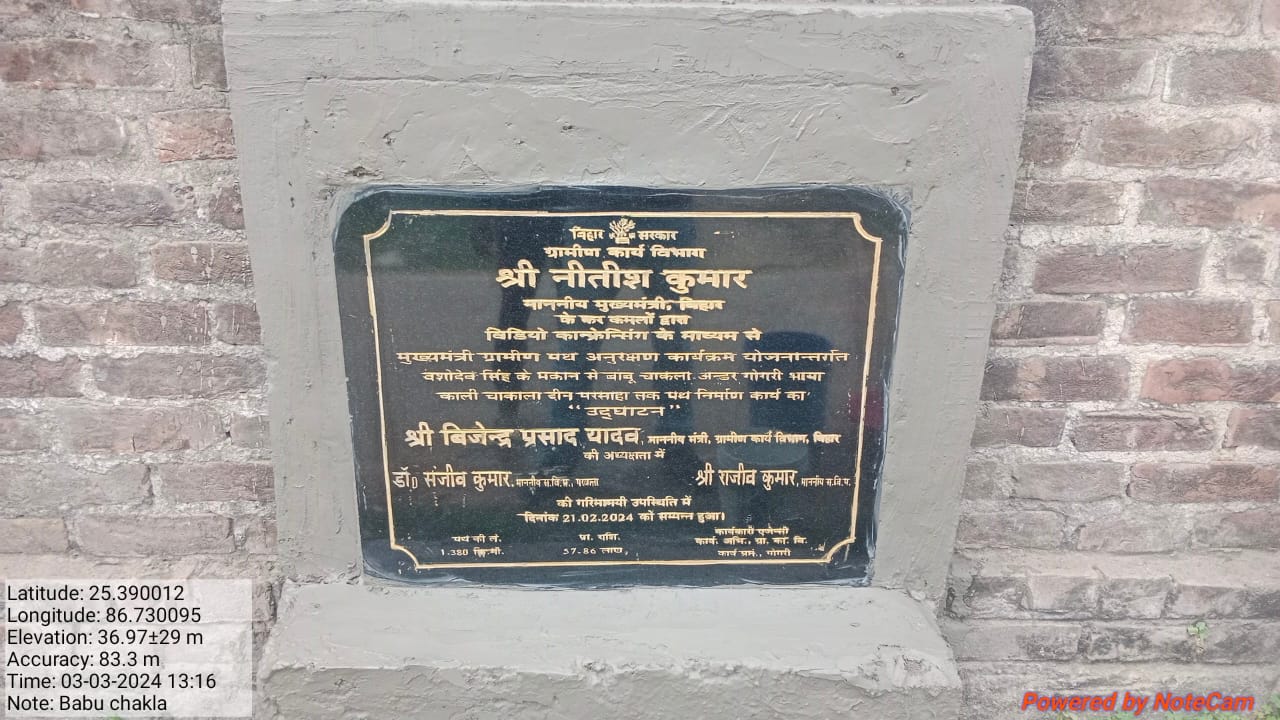 बिहार सरकार
ग्रामीण कार्य विभाग
श्री नीतीश कुमार
माननीय मुख्यमंत्री, बिहार
के कर कमलों द्वारा
विडियो कान्फ्रेन्सिंग के माध्यम से
मुख्यमंत्री ग्रामीण पथ अनुरक्षण कार्यक्रम योजनान्तर्गत
यशोदेव सिंह के मकान से बाबू चाकला अन्डर गोगरी भाया
काली चाकाला दीन परसाहा तक पथ निर्माण कार्य का
"उद्घाटन"
श्री बिजेन्द्र प्रसाद यादव, माननीय मंत्री, ग्रामीण कार्य विभाग, बिहार
की अध्यक्षता में
डॉ० संजीव कुमार, माननीय स.वि.स., परबत्ता
श्री राजीव कुमार, माननीय स.वि.प.
की गरिमामयी उपस्थिति में
दिनांक 21.02.2024 को सम्पन्न हुआ।
पथ की लं.
1.380 कि.मी.
प्रा. राशि.
57.86 लाख,
कार्यकारी एजेन्सी
कार्य. अभि., ग्रा. का. वि.
कार्य प्रमं., गोगरी
Latitude: 25.390012
Longitude: 86.730095
Elevation: 36.97±29 m
Accuracy: 83.3 m
Time: 03-03-2024 13:16
Note: Babu chakla
Powered by NoteCam